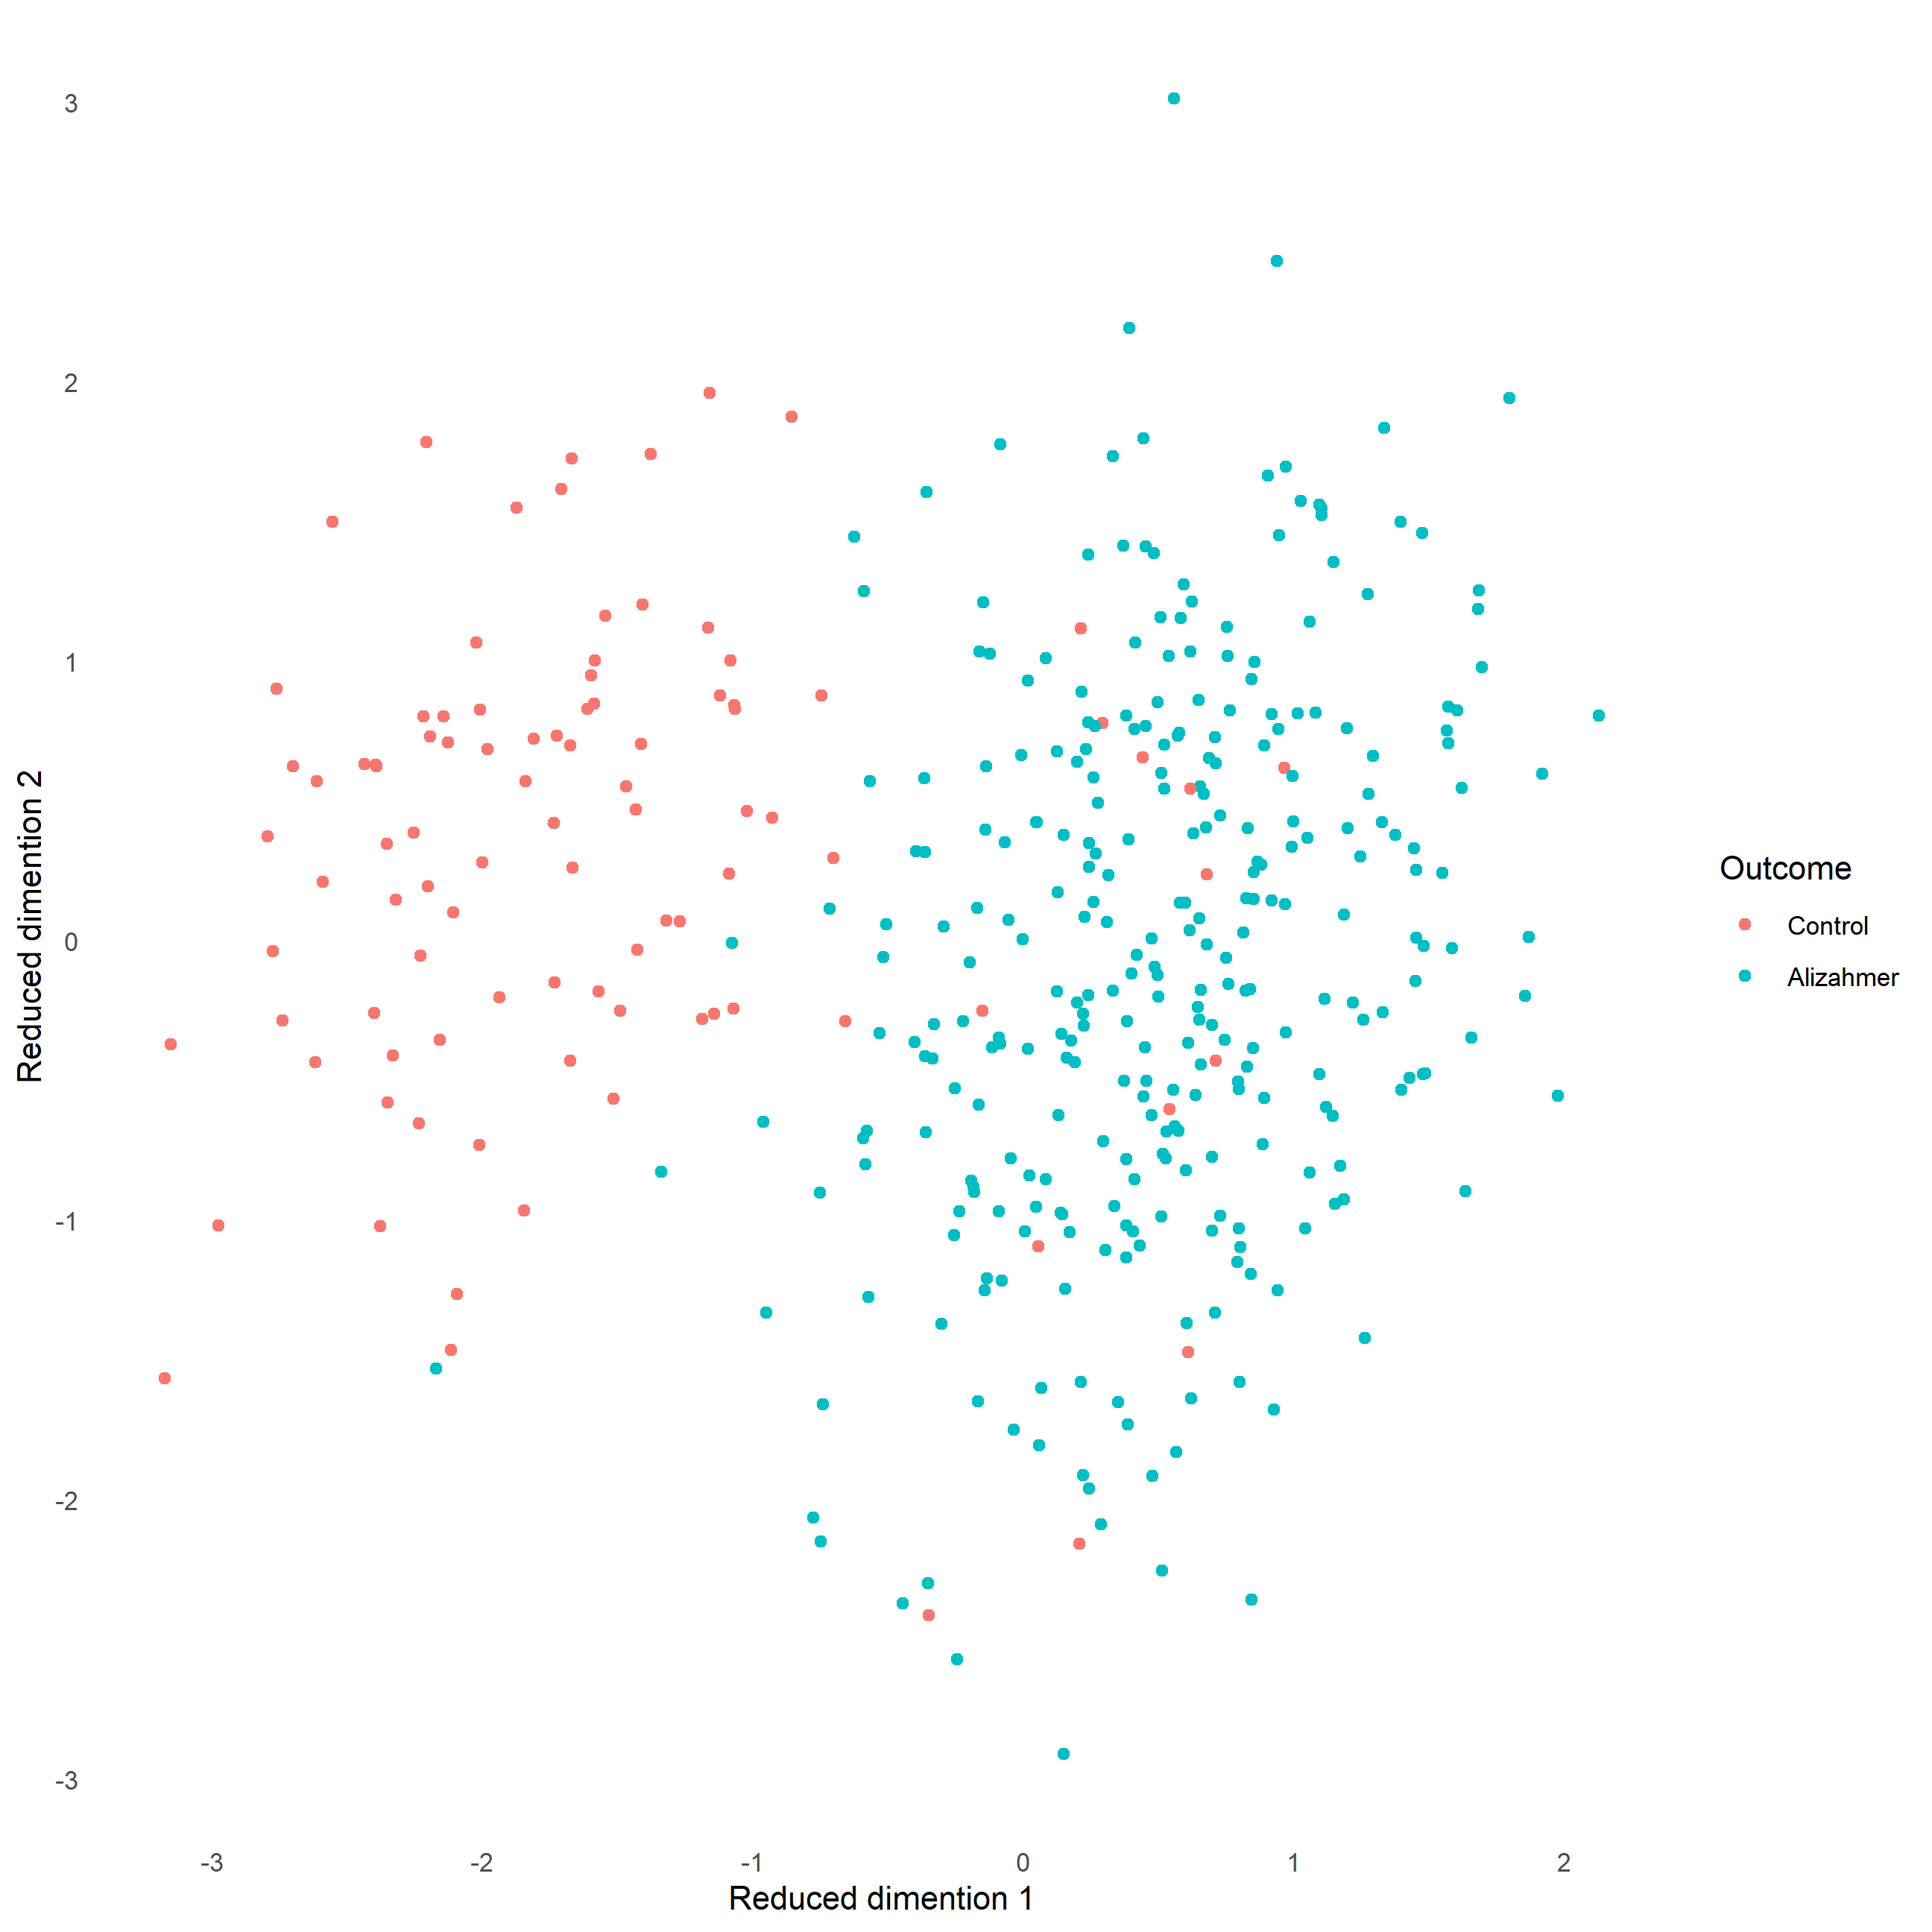 3
2
1
0
-1
-2
-3
Reduced dimention 2
-3 -2 -1 0 1 2
Reduced dimention 1
Outcome
Control
Alizahmer